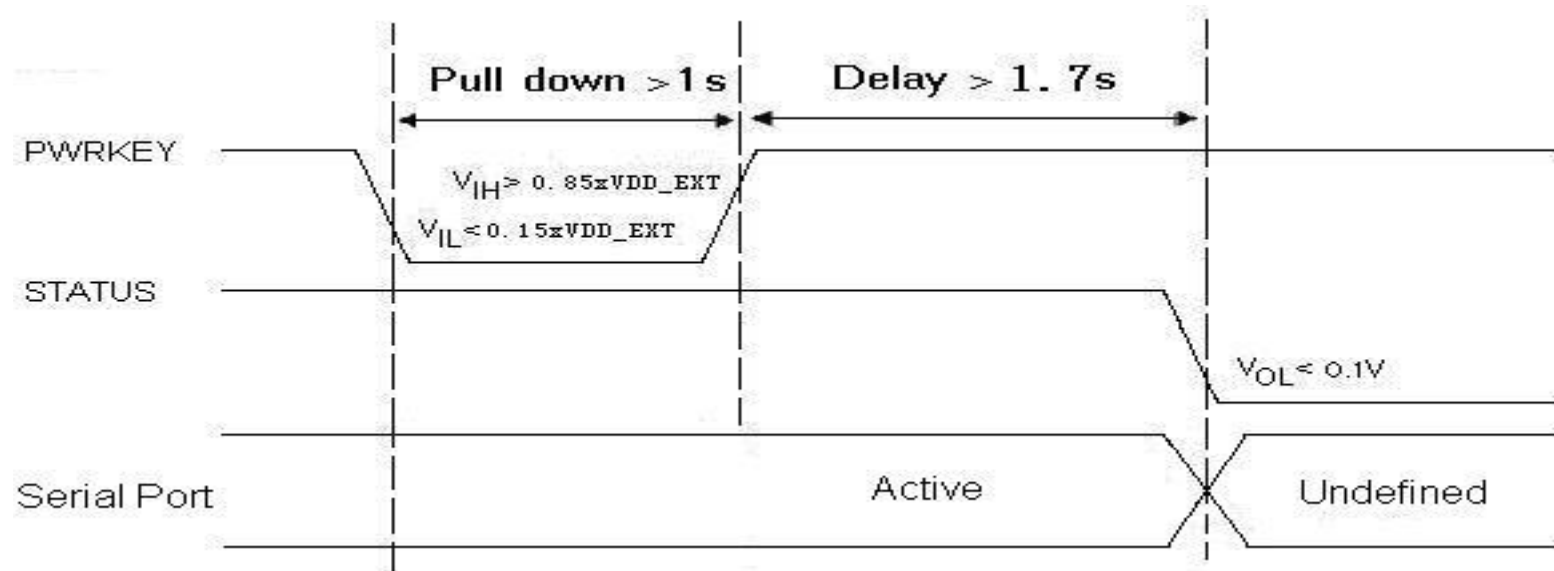 Pull down >1s
Delay > 1. 7s
PWRKEY
VIH> 0. 85xVDD_EXT
VIL<0. 15xVDD_EXT
STATUS
VOL< 0.1V
Serial Port
Active
Undefined